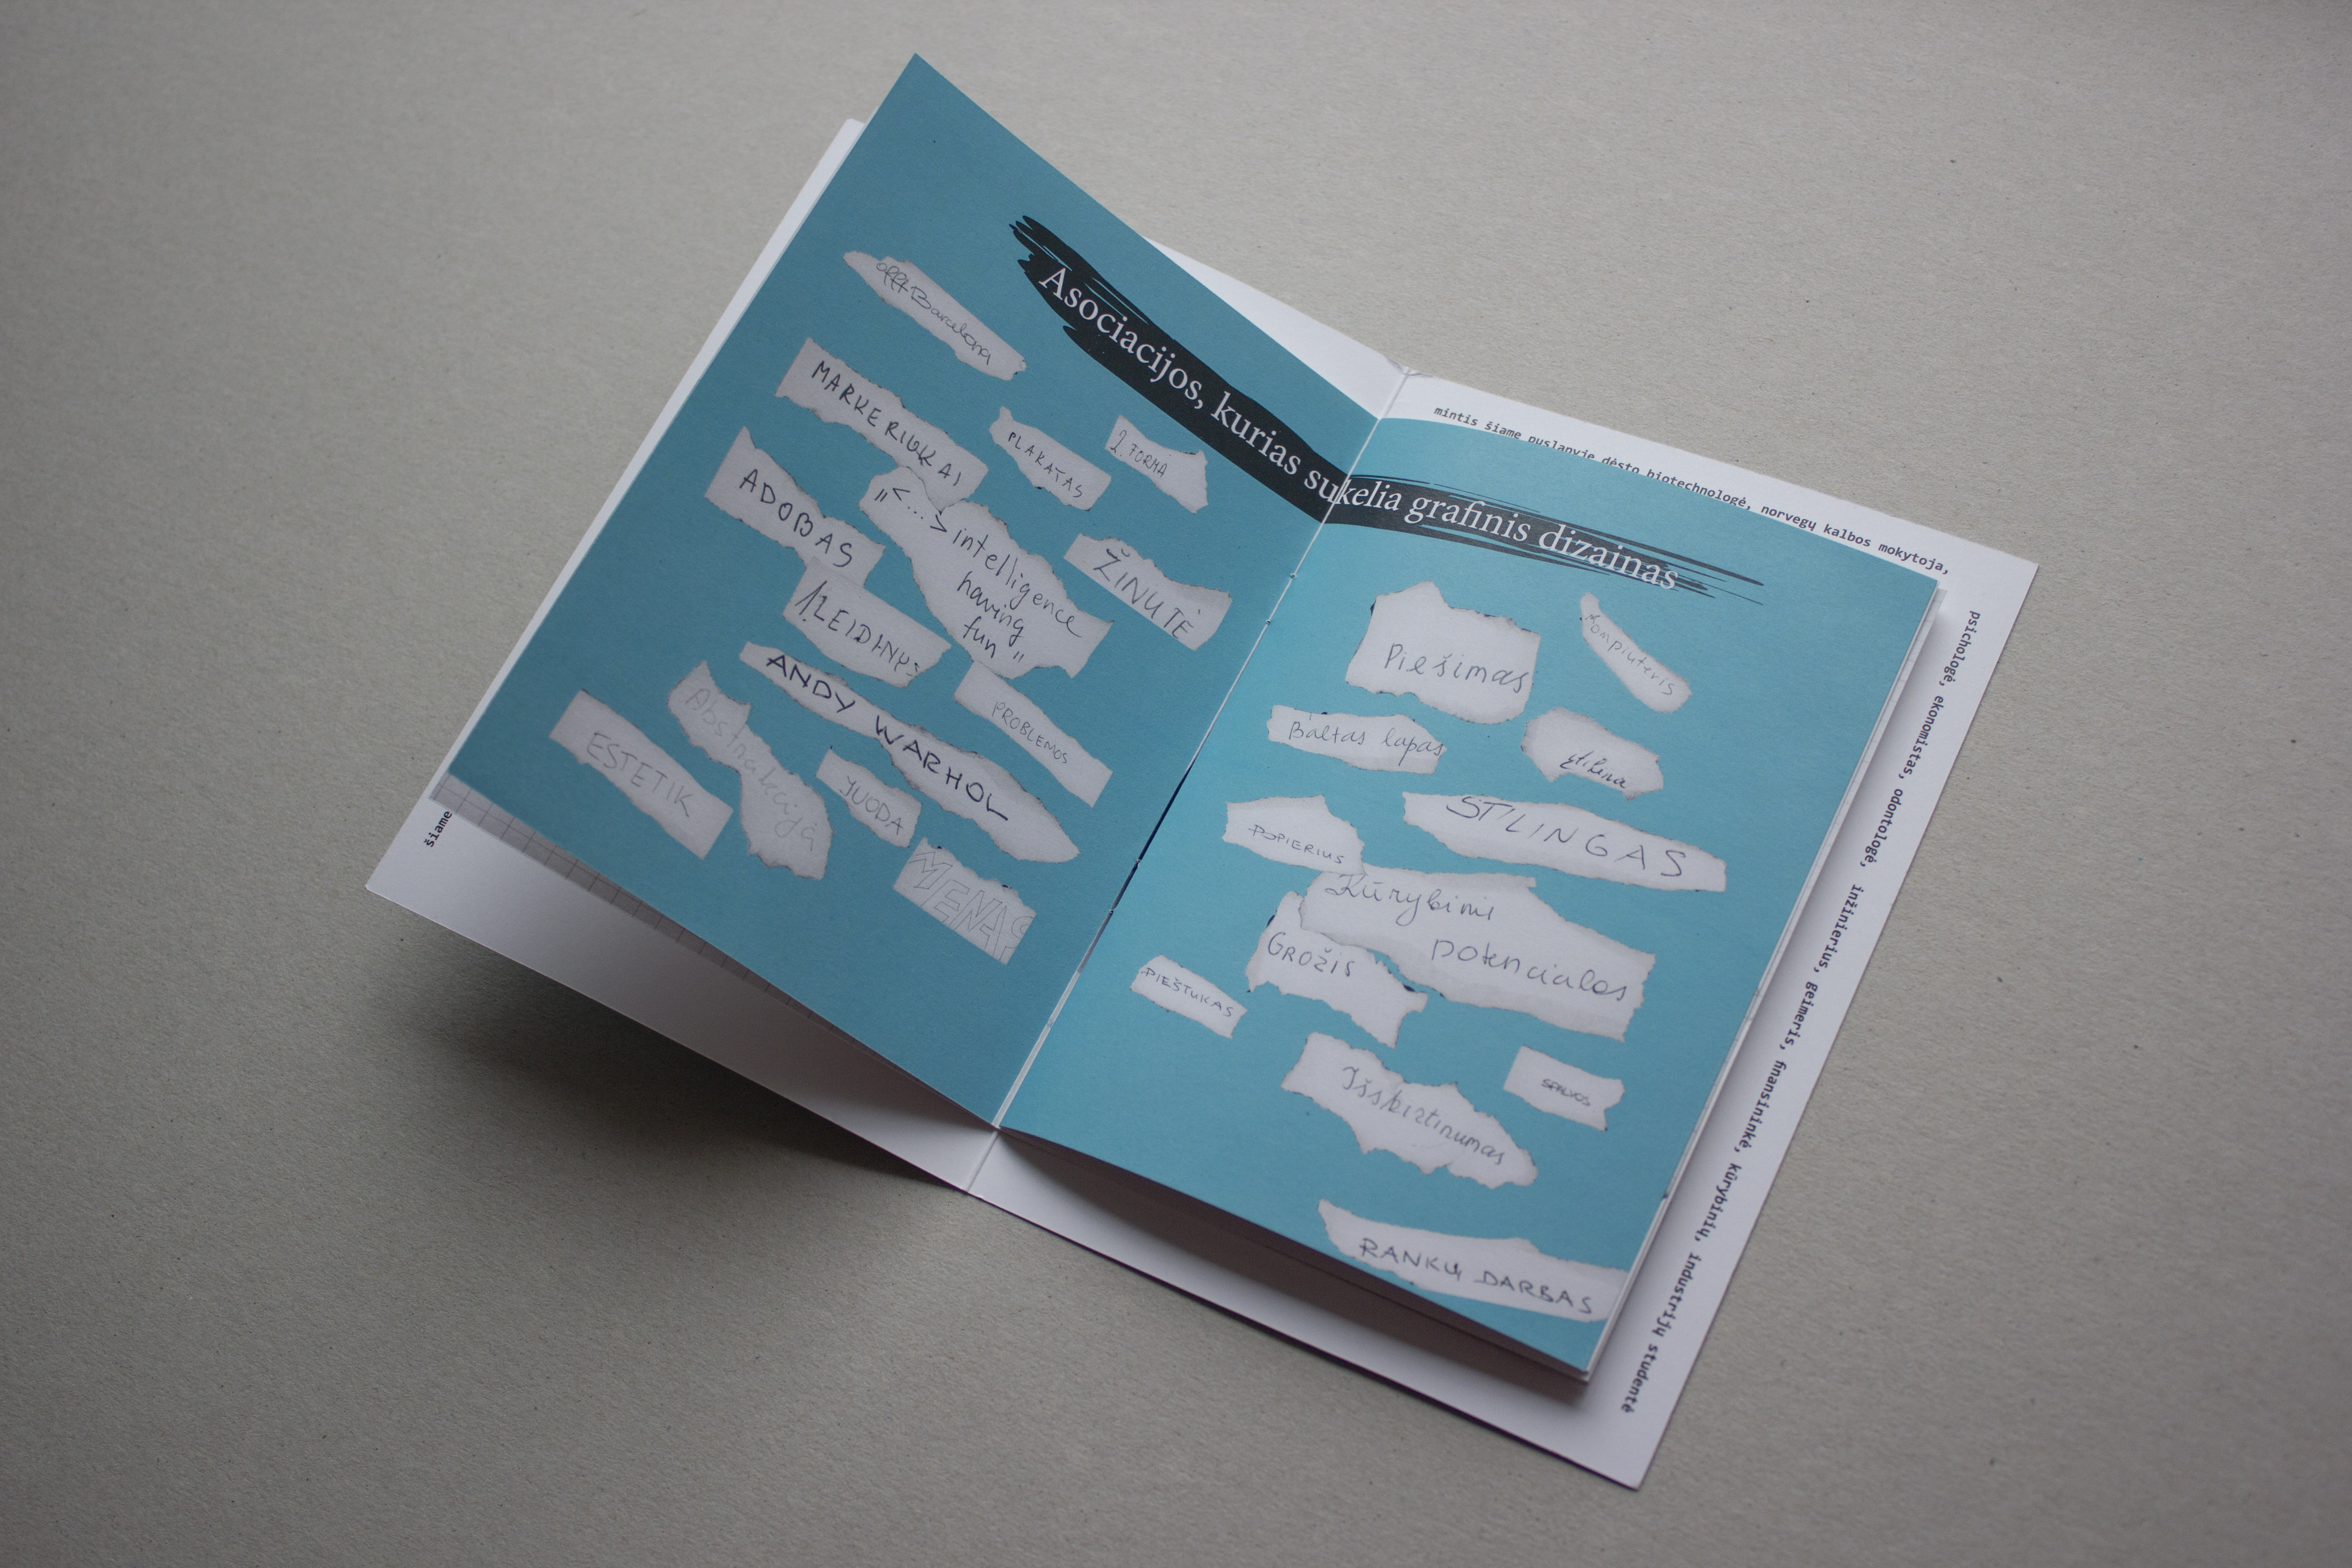 Asociacijos, kurias sukelia grafinis dizainas
offf Barcelona
MARKERIUKAI
PLAKATAS
2. FORMA
ADOBAS
"<...> intelligence
having
fun"
ŽINUTĖ
1. LEIDINYS
ANDY WARHOL
PROBLEMOS
Abstrakcija
ESTETIK
JUODA
MENAS
Piešimas
Kompiuteris
Baltas lapas
STILINGAS
POPIERIUS
Kūrybinis
potencialas
GROŽIS
PIEŠTUKAS
Išskirtinumas
SPALVOS
RANKŲ DARBAS
mintis šiame puslapyje dėsto biotechnologė, norvegų kalbos mokytoja,
psichologė, ekonomistas, odontologė, inžinierius, geimeris, finansininkė, kūrybinių, industrijų studentė
šiame